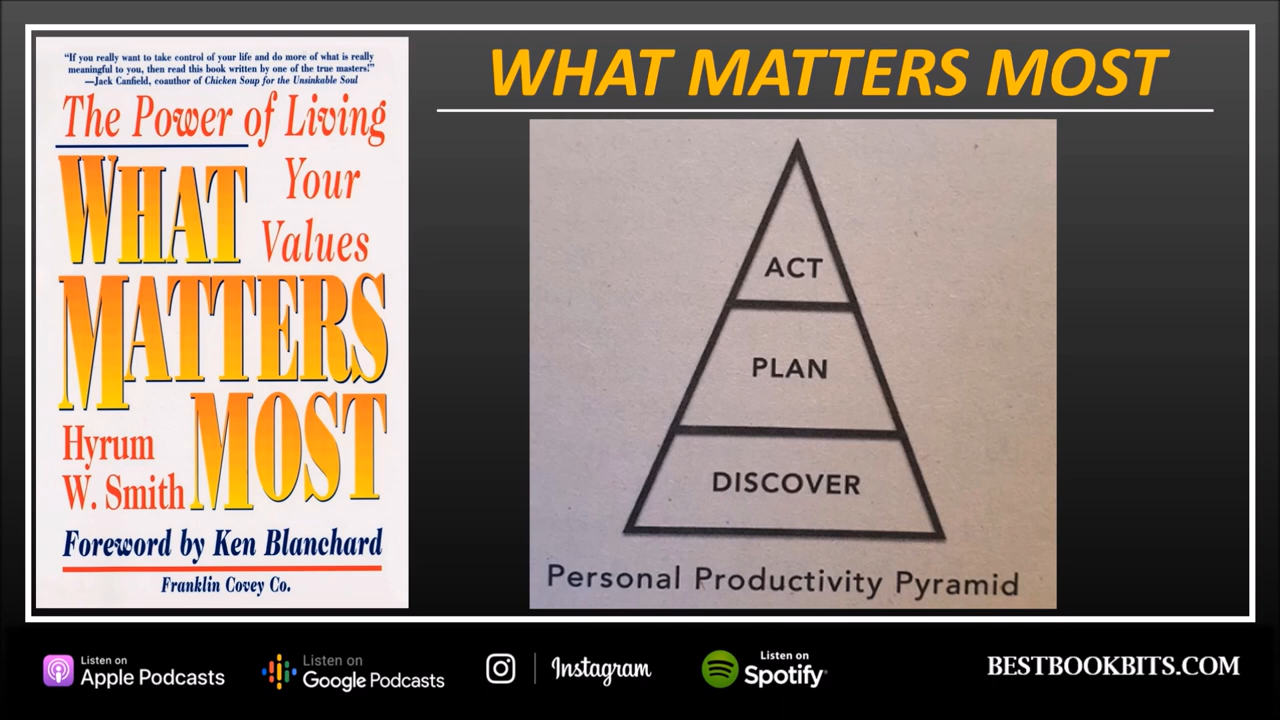 "If you really want to take control of your life and do more of what is really
meaningful to you, then read this book written by one of the true masters!"
—Jack Canfield, coauthor of Chicken Soup for the Unsinkable Soul
The Power of Living
Your
Values
WHAT
MATTERS
MOST
Hyrum
W. Smith
Foreword by Ken Blanchard
Franklin Covey Co.
WHAT MATTERS MOST
ACT
PLAN
DISCOVER
Personal Productivity Pyramid
Listen on
Apple Podcasts
Listen on
Google Podcasts
Instagram
Listen on
Spotify
BESTBOOKBITS.COM